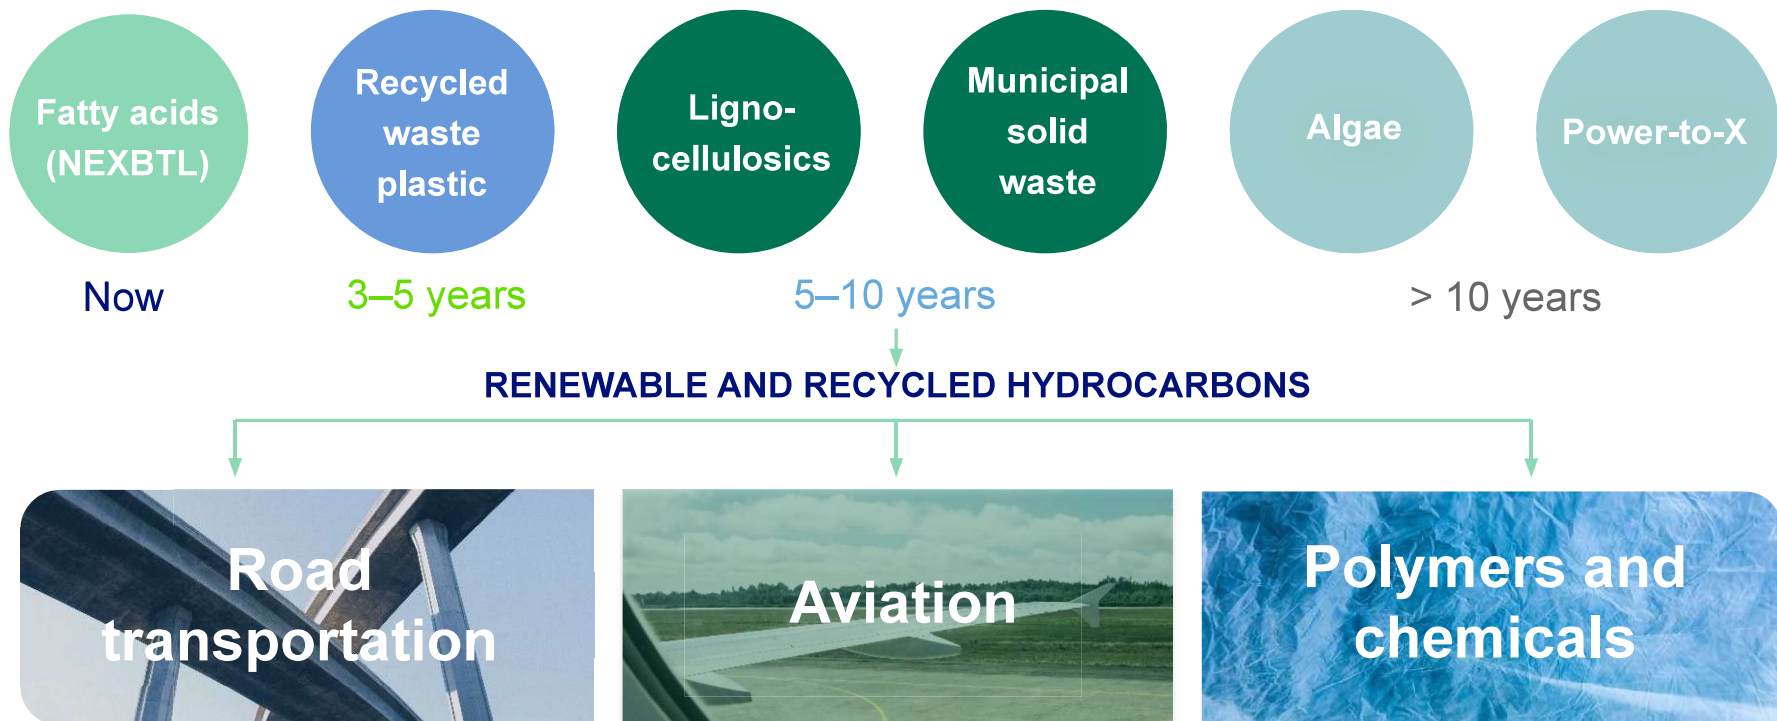 Fatty acids
(NEXBTL)
Recycled
waste
plastic
Ligno-
cellulosics
Municipal
solid
waste
Algae
Power-to-X
Now
3–5 years
5–10 years
> 10 years
RENEWABLE AND RECYCLED HYDROCARBONS
Road
transportation
Aviation
Polymers and
chemicals